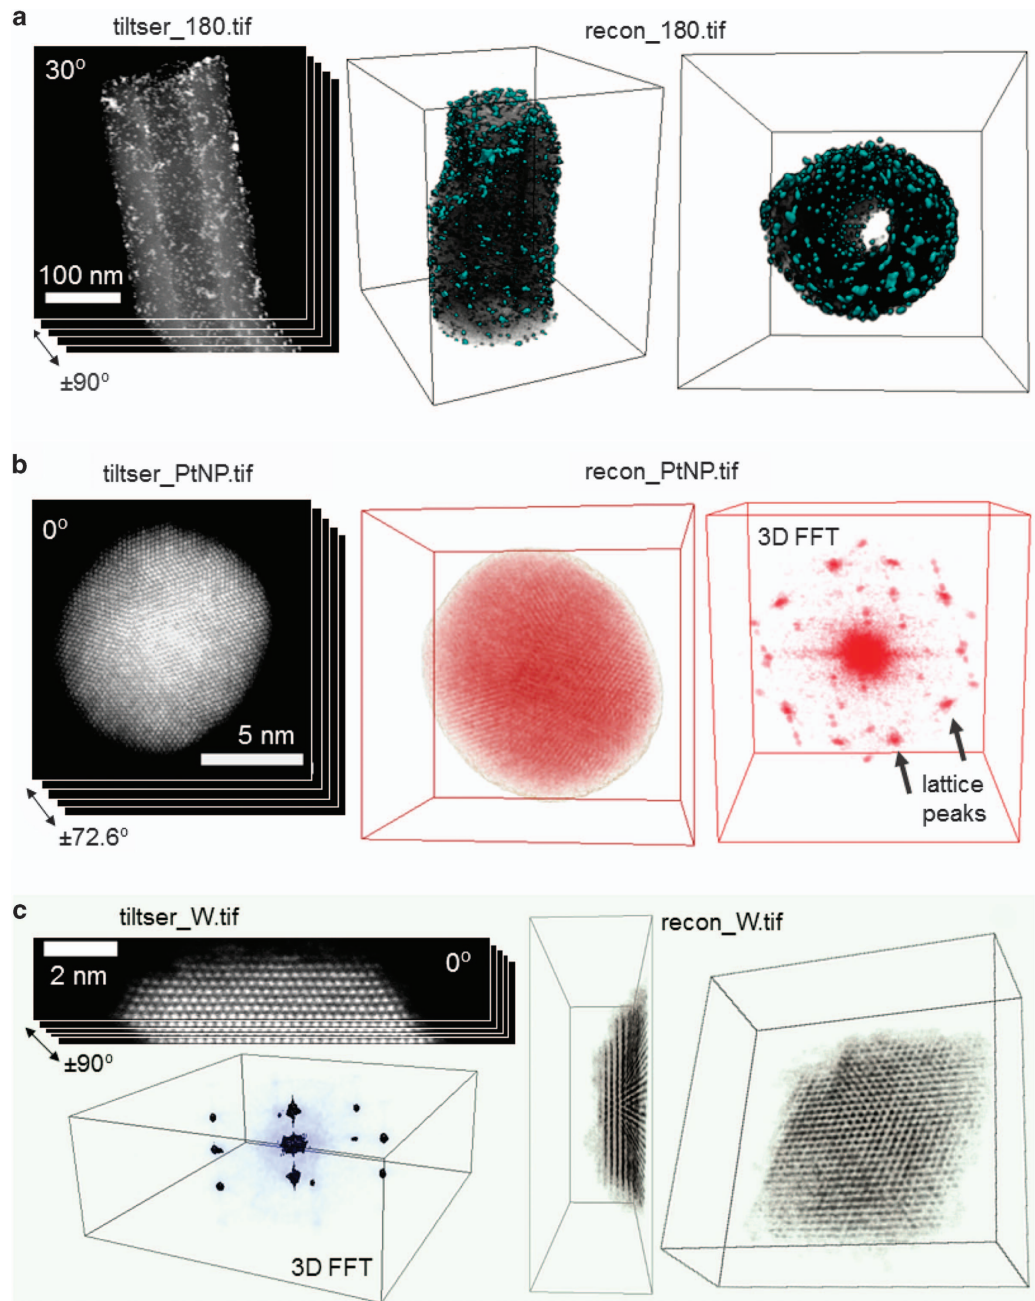 a
tiltser_180.tif
recon_180.tif
30°
100 nm
±90°
b
tiltser_PtNP.tif
recon_PtNP.tif
0°
3D FFT
5 nm
lattice
peaks
±72.6°
c
tiltser_W.tif
recon_W.tif
2 nm
0°
±90°
3D FFT